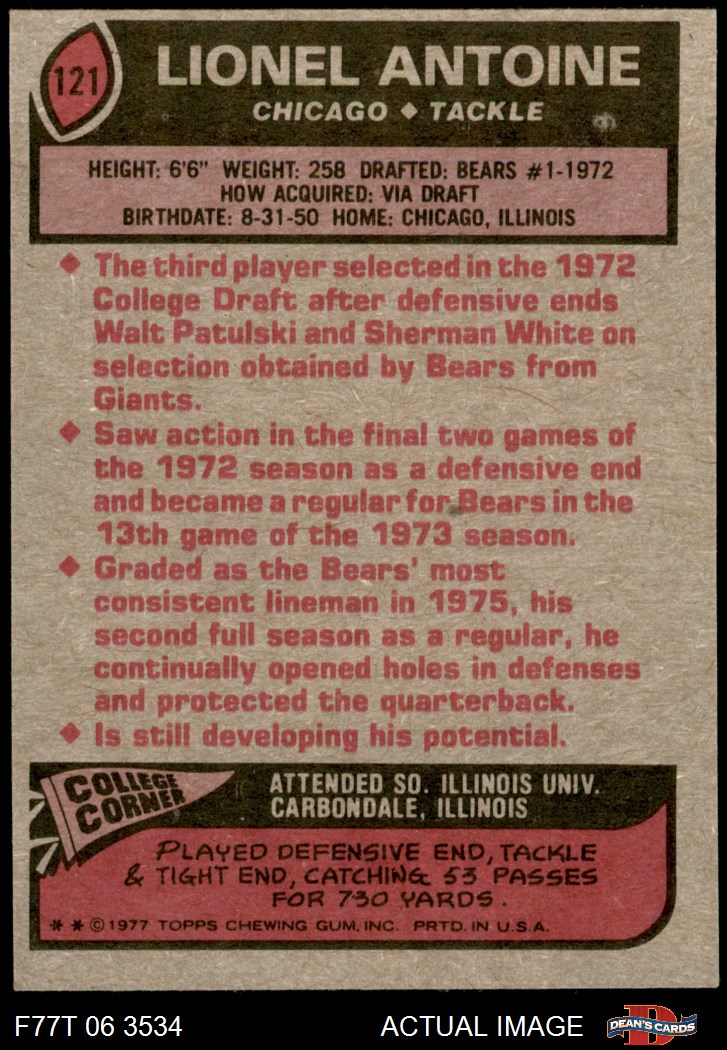 121
LIONEL ANTOINE
CHICAGO ◆ TACKLE
HEIGHT: 6'6" WEIGHT: 258 DRAFTED: BEARS #1-1972
HOW ACQUIRED: VIA DRAFT
BIRTHDATE: 8-31-50 HOME: CHICAGO, ILLINOIS
◆ The third player selected in the 1972
College Draft after defensive ends
Walt Patulski and Sherman White on
selection obtained by Bears from
Giants.
◆ Saw action in the final two games of
the 1972 season as a defensive end
and became a regular for Bears in the
13th game of the 1973 season.
◆ Graded as the Bears' most
consistent lineman in 1975, his
second full season as a regular, he
continually opened holes in defenses
and protected the quarterback.
◆ Is still developing his potential.
COLLEGE
CORNER
ATTENDED SO. ILLINOIS UNIV.
CARBONDALE, ILLINOIS
PLAYED DEFENSIVE END, TACKLE
& TIGHT END, CATCHING 53 PASSES
FOR 730 YARDS.
* * © 1977 TOPPS CHEWING GUM, INC. PRTD. IN U.S.A.
F77T 06 3534
ACTUAL IMAGE
D
DEAN'S CARDS